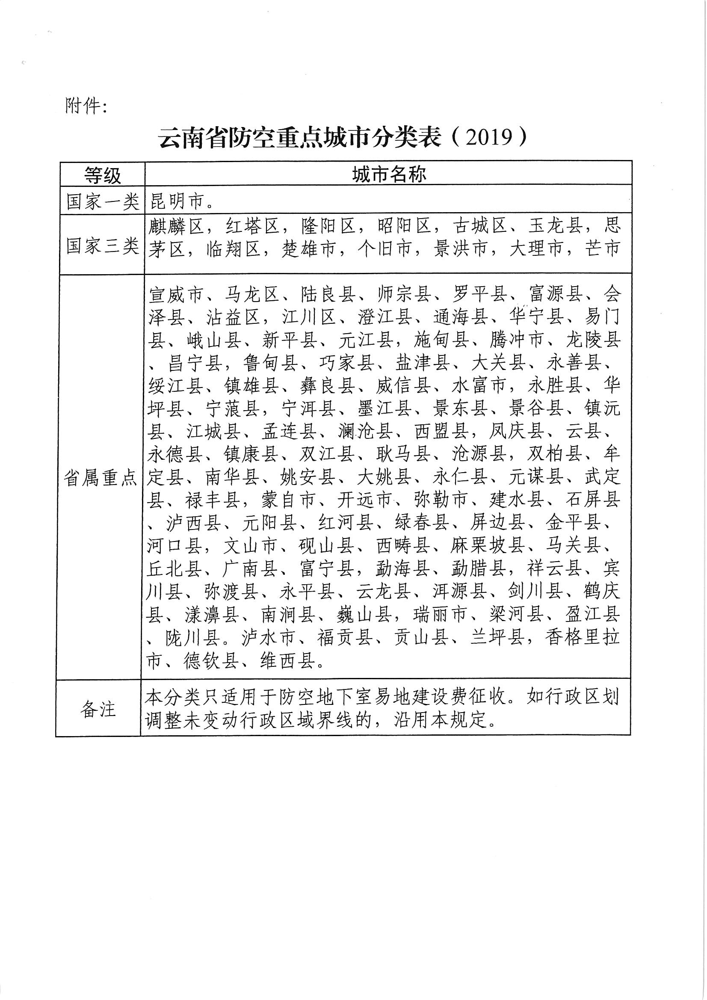 附件：
云南省防空重点城市分类表（2019）
等级 城市名称
国家一类 昆明市。
国家三类
麒麟区，红塔区，隆阳区，昭阳区，古城区、玉龙县，思
茅区，临翔区，楚雄市，个旧市，景洪市，大理市，芒市
省属重点
宣威市、马龙区、陆良县、师宗县、罗平县、富源县、会
泽县、沾益区，江川区、澄江县、通海县、华宁县、易门
县、峨山县、新平县、元江县，施甸县、腾冲市、龙陵县
、昌宁县，鲁甸县、巧家县、盐津县、大关县、永善县、
绥江县、镇雄县、彝良县、威信县、水富市，永胜县、华
坪县、宁蒗县，宁洱县、墨江县、景东县、景谷县、镇沅
县、江城县、孟连县、澜沧县、西盟县，凤庆县、云县、
永德县、镇康县、双江县、耿马县、沧源县，双柏县、牟
定县、南华县、姚安县、大姚县、永仁县、元谋县、武定
县、禄丰县，蒙自市、开远市、弥勒市、建水县、石屏县
、泸西县、元阳县、红河县、绿春县、屏边县、金平县、
河口县，文山市、砚山县、西畴县、麻栗坡县、马关县、
丘北县、广南县、富宁县，勐海县、勐腊县，祥云县、宾
川县、弥渡县、永平县、云龙县、洱源县、剑川县、鹤庆
县、漾濞县、南涧县、巍山县，瑞丽市、梁河县、盈江县
、陇川县。泸水市、福贡县、贡山县、兰坪县，香格里拉
市、德钦县、维西县。
备注
本分类只适用于防空地下室易地建设费征收。如行政区划
调整未变动行政区域界线的，沿用本规定。